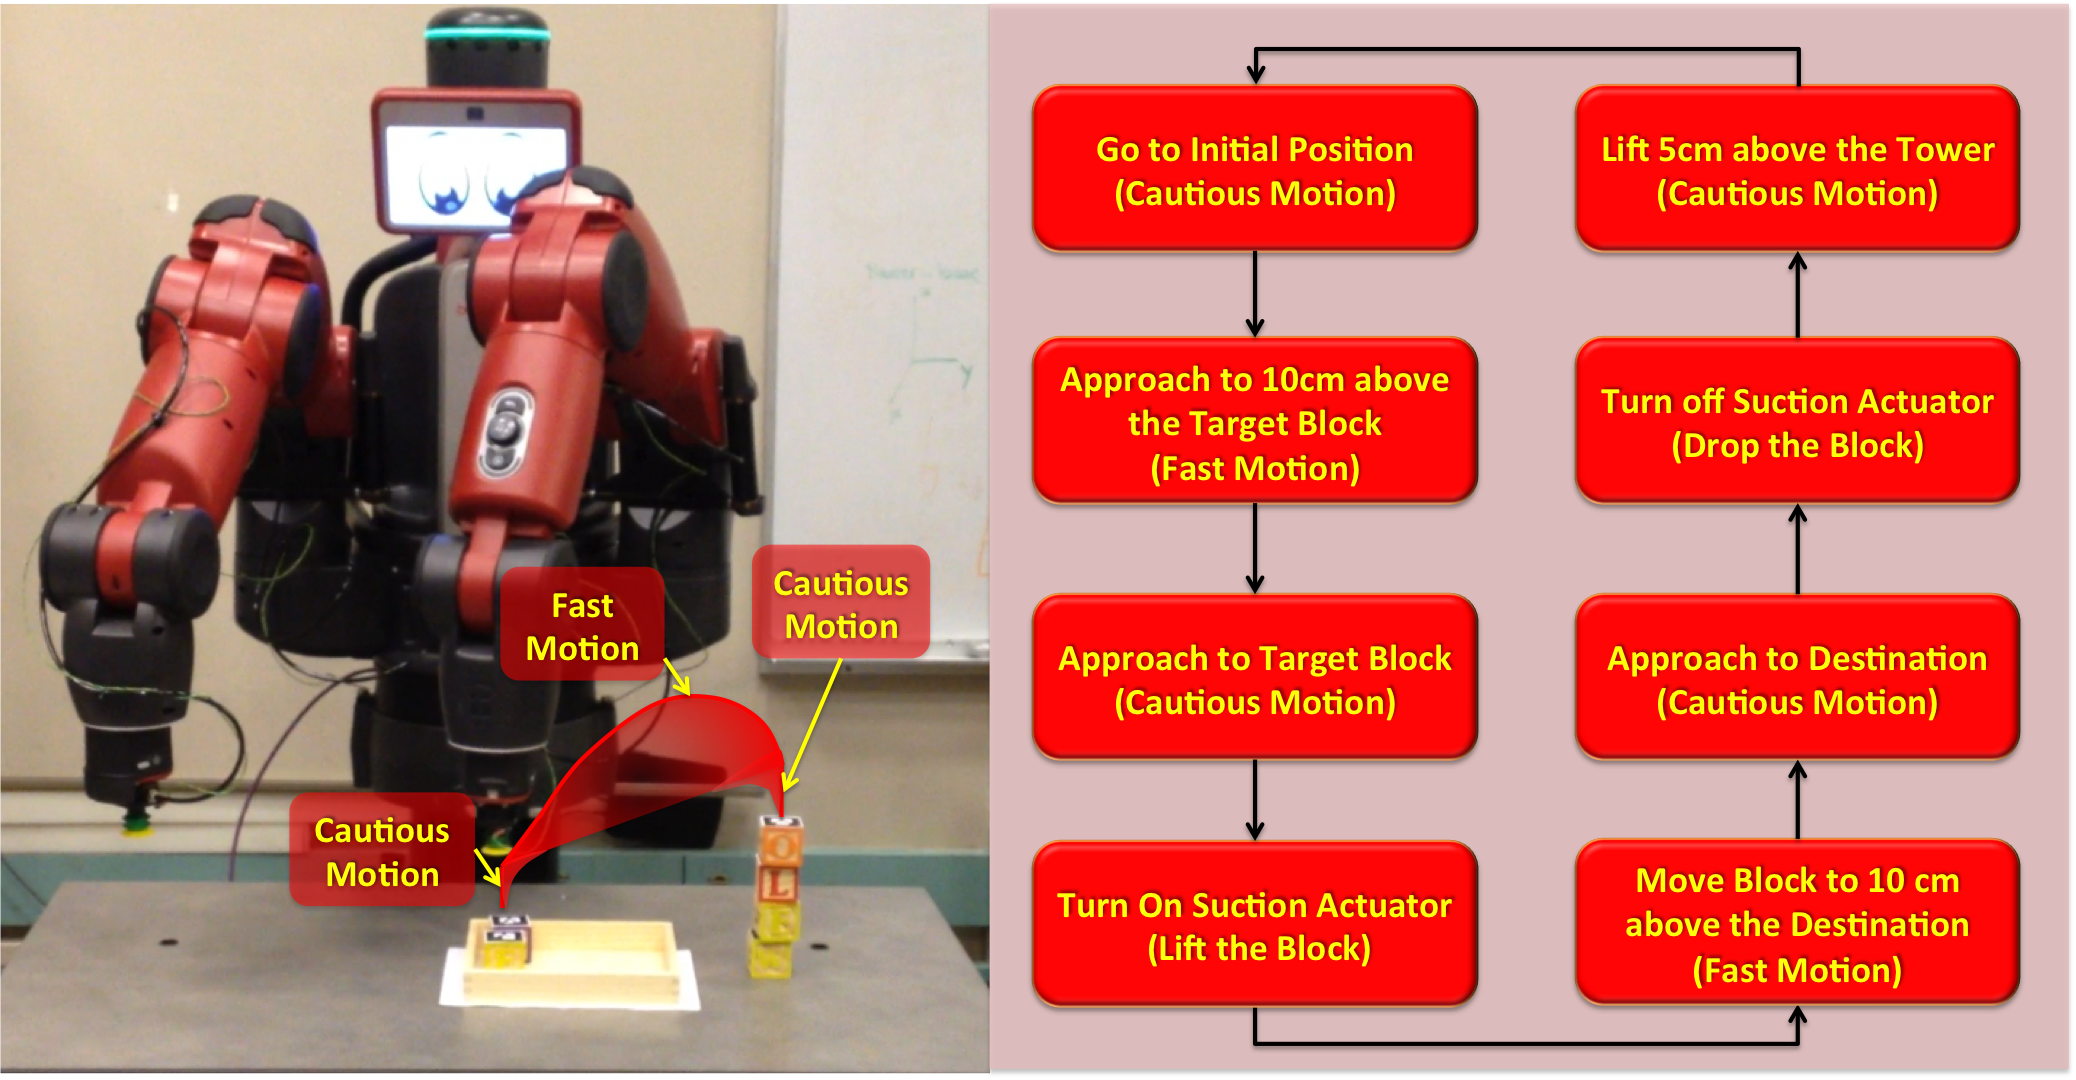 Fast
Motion
Cautious
Motion
Cautious
Motion
O
L
E
Go to Initial Position
(Cautious Motion)
Approach to 10cm above
the Target Block
(Fast Motion)
Approach to Target Block
(Cautious Motion)
Turn On Suction Actuator
(Lift the Block)
Move Block to 10 cm
above the Destination
(Fast Motion)
Approach to Destination
(Cautious Motion)
Turn off Suction Actuator
(Drop the Block)
Lift 5cm above the Tower
(Cautious Motion)